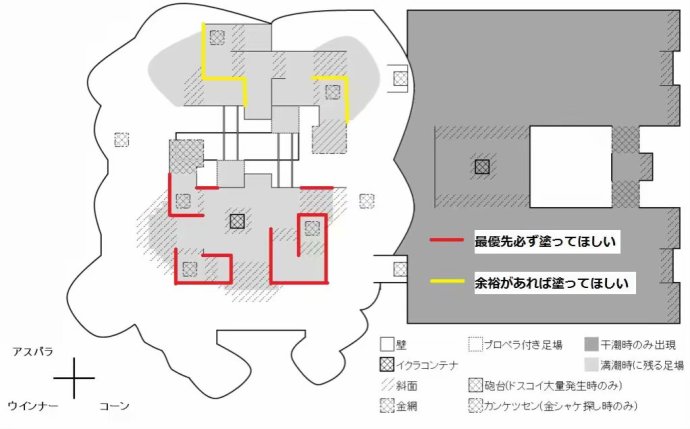 最優先必ず塗ってほしい
余裕があれば塗ってほしい
アスパラ
ウインナー コーン
壁 プロペラ付き足場 干潮時のみ出現
イクラコンテナ 満潮時に残る足場
斜面 砲台(ドスコイ大量発生時のみ)
金網 カンケツセン(金シャケ探し時のみ)